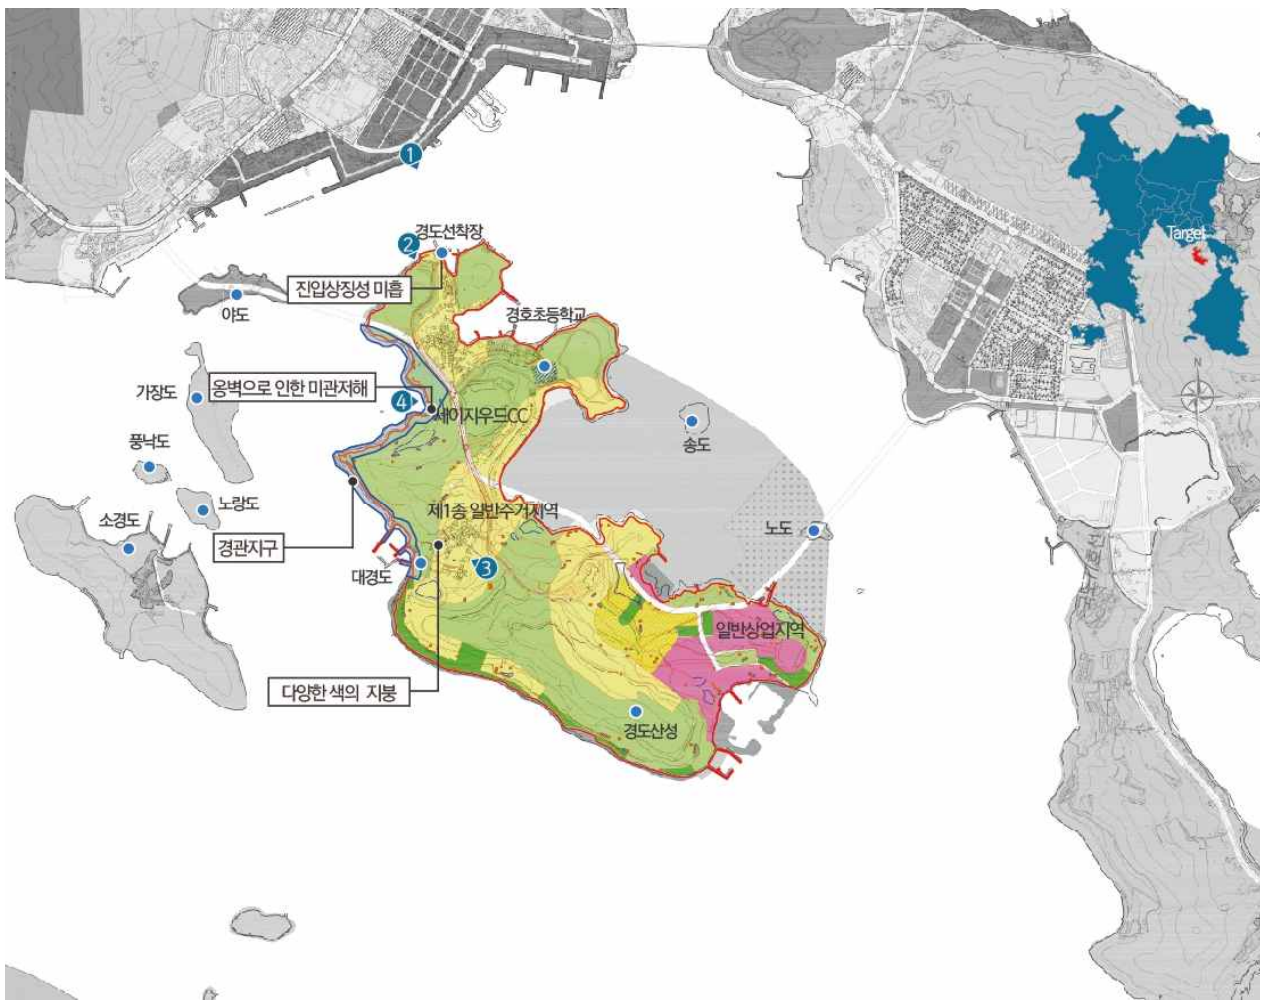 1
Target
2
경도선착장
진입상징성 미흡
야도
경호초등학교
N
가장도
옹벽으로 인한 미관저해
4
세이지우드CC
송도
풍낙도
노랑도
제1종 일반주거지역
소경도
노도
경관지구
대경도
3
일반상업지역
다양한 색의 지붕
경도산성